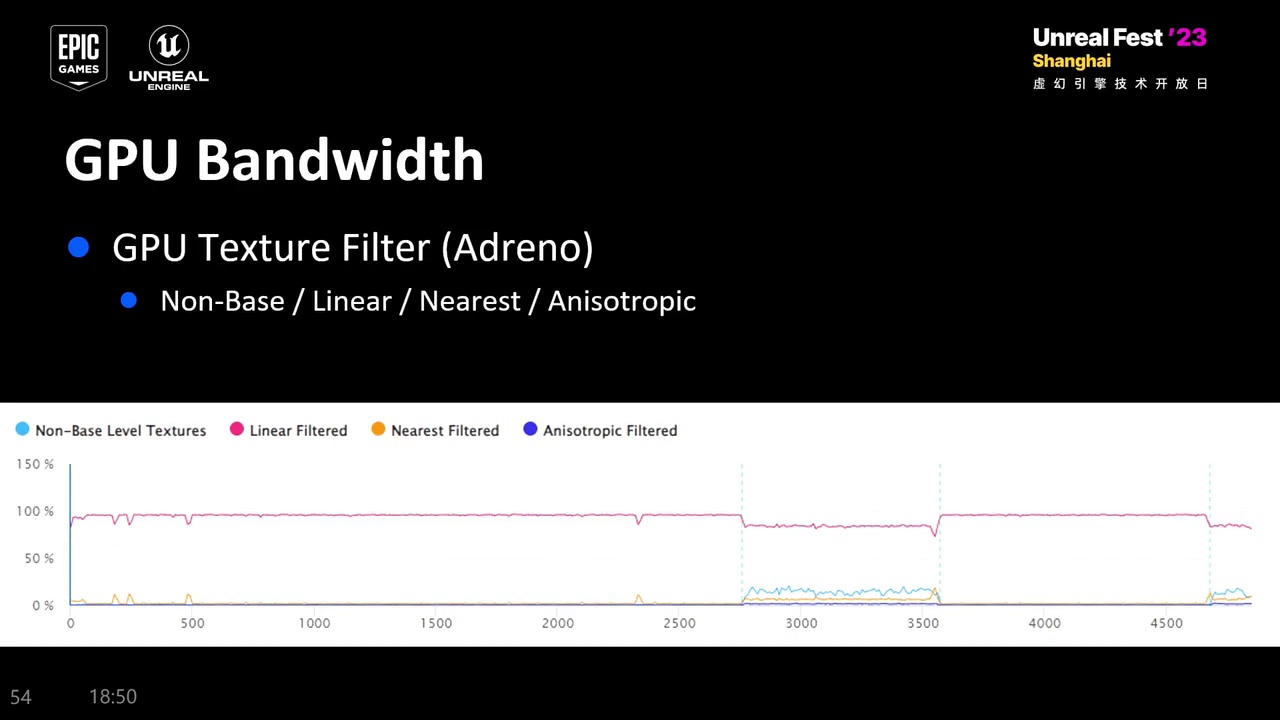 EPIC
GAMES
UNREAL
ENGINE
Unreal Fest '23
Shanghai
虚幻引擎技术开放日
GPU Bandwidth
GPU Texture Filter (Adreno)
Non-Base / Linear / Nearest / Anisotropic
Non-Base Level Textures Linear Filtered Nearest Filtered Anisotropic Filtered
150 %
100 %
50 %
0 %
0 500 1000 1500 2000 2500 3000 3500 4000 4500
54 18:50